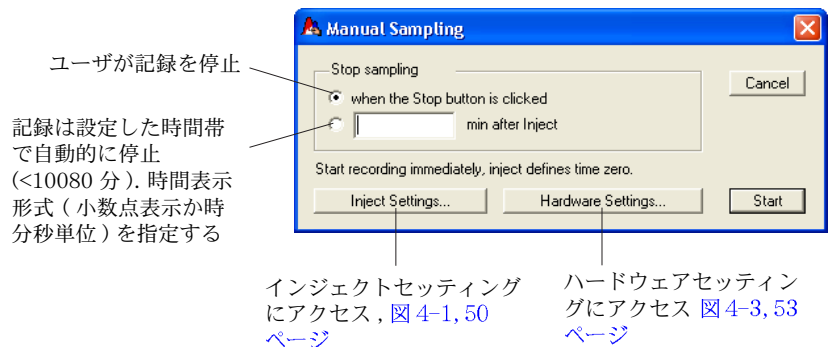 Manual Sampling
ユーザが記録を停止
Stop sampling
when the Stop button is clicked
Cancel
記録は設定した時間帯
で自動的に停止
(<10080 分 ). 時間表示
形式 ( 小数点表示か時
分秒単位 ) を指定する
min after Inject
Start recording immediately, inject defines time zero.
Inject Settings...
Hardware Settings...
Start
インジェクトセッティング
にアクセス , 図 4-1, 50
ページ
ハードウェアセッティン
グにアクセス 図 4-3, 53
ページ